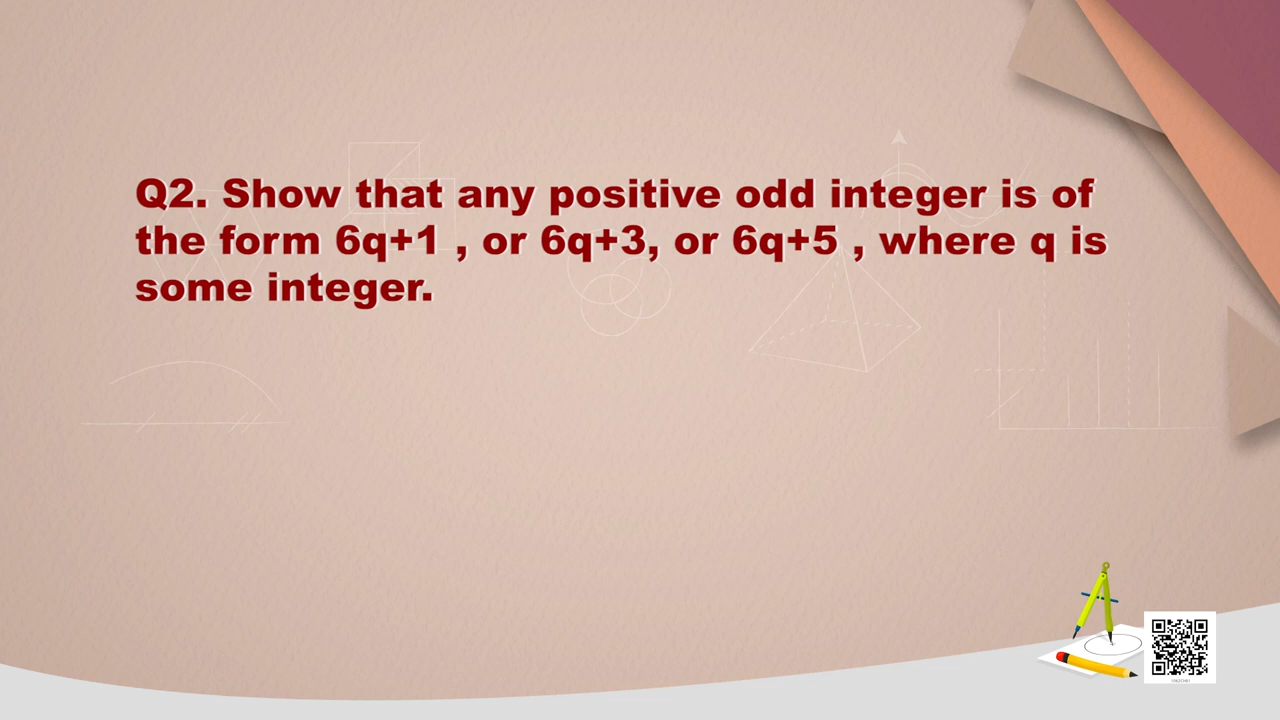 Q2. Show that any positive odd integer is of
the form 6q+1 , or 6q+3, or 6q+5 , where q is
some integer.